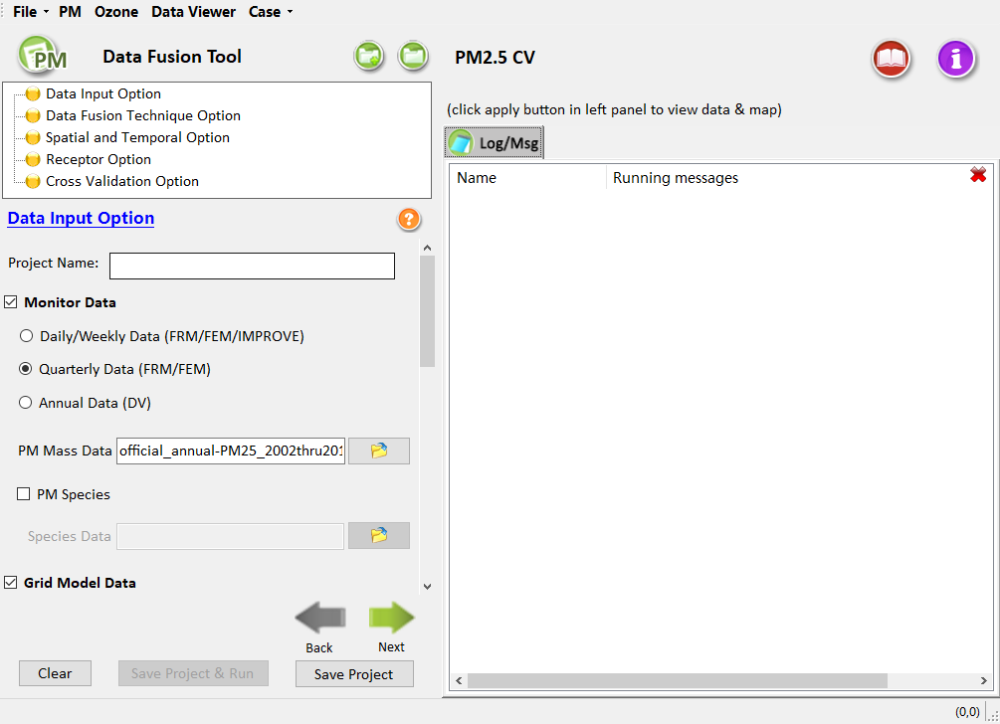 File PM Ozone Data Viewer Case
PM Data Fusion Tool
PM2.5 CV
(click apply button in left panel to view data & map)
Data Input Option
Data Fusion Technique Option
Spatial and Temporal Option
Receptor Option
Cross Validation Option
Data Input Option
?
Project Name:
Monitor Data
Daily/Weekly Data (FRM/FEM/IMPROVE)
Quarterly Data (FRM/FEM)
Annual Data (DV)
PM Mass Data official_annual-PM25_2002thru201
PM Species
Species Data
Grid Model Data
Back Next
Clear Save Project & Run Save Project
Log/Msg
Name Running messages
(0,0)